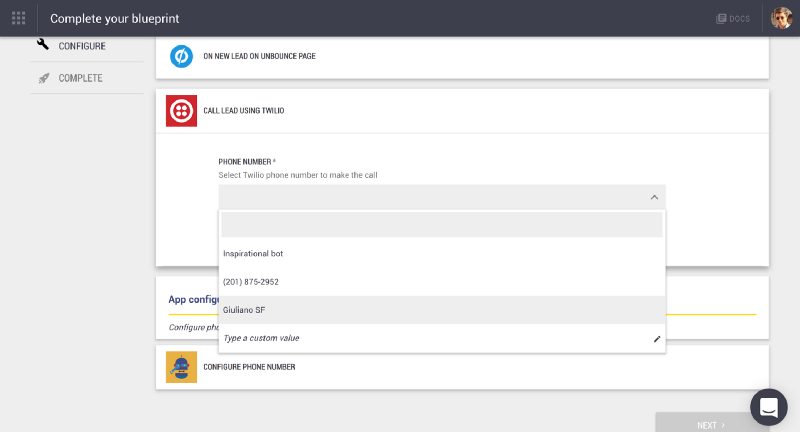 Complete your blueprint
DOCS
CONFIGURE
COMPLETE
ON NEW LEAD ON UNBOUNCE PAGE
CALL LEAD USING TWILIO
PHONE NUMBER *
Select Twilio phone number to make the call
Inspirational bot
(201) 875-2952
Giuliano SF
Type a custom value
App config
Configure pho
CONFIGURE PHONE NUMBER
NEXT